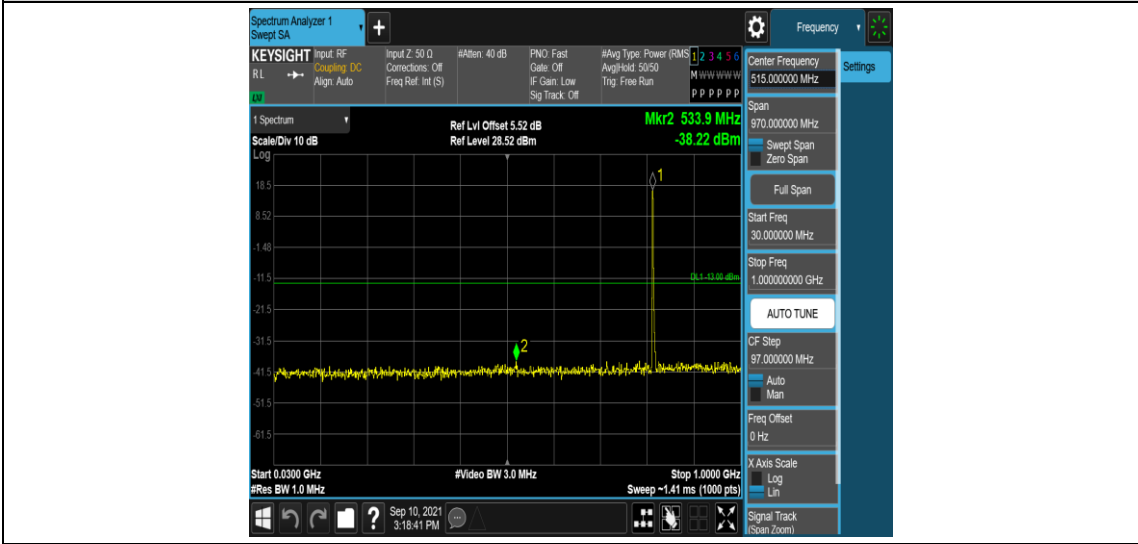 Spectrum Analyzer 1
Swept SA
+
Frequency
KEYSIGHT
RL
Input: RF
Coupling: DC
Align: Auto
Input Z: 50 Ω
Corrections: Off
Freq Ref: Int (S)
#Atten: 40 dB
PNO: Fast
Gate: Off
IF Gain: Low
Sig Track: Off
#Avg Type: Power (RMS
Avg|Hold: 50/50
Trig: Free Run
1 2 3 4 5 6
M W W W W W
P P P P P P
1 Spectrum
Scale/Div 10 dB
Log
Ref Lvl Offset 5.52 dB
Ref Level 28.52 dBm
Mkr2 533.9 MHz
-38.22 dBm
18.5
8.52
-1.48
-11.5
-21.5
-31.5
-41.5
-51.5
-61.5
1
DL1 -13.00 dBm
2
Start 0.0300 GHz
#Res BW 1.0 MHz
#Video BW 3.0 MHz
Stop 1.0000 GHz
Sweep ~1.41 ms (1000 pts)
?
Sep 10, 2021
3:18:41 PM
Center Frequency
515.000000 MHz
Settings
Span
970.000000 MHz
Swept Span
Zero Span
Full Span
Start Freq
30.000000 MHz
Stop Freq
1.000000000 GHz
AUTO TUNE
CF Step
97.000000 MHz
Auto
Man
Freq Offset
0 Hz
X Axis Scale
Log
Lin
Signal Track
(Span Zoom)